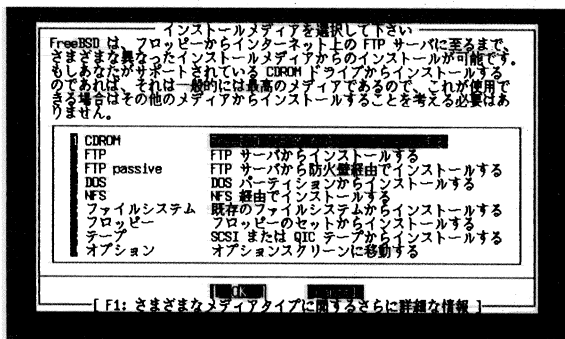 インストールメディアを選択して下さい
FreeBSD は、フロッピーからインターネット上の FTP サーバに至るまで、
さまざまな異なったインストールメディアからのインストールが可能です。
もしあなたがサポートされている CDROM ドライブからインストールする
のであれば、それは一般的には最高のメディアであるので、これが使用で
きる場合はその他のメディアからインストールすることを考える必要はあ
りません。
1 CDROM
FTP FTP サーバからインストールする
FTP passive FTP サーバから防火壁経由でインストールする
DOS DOS パーティションからインストールする
NFS NFS 経由でインストールする
ファイルシステム 既存のファイルシステムからインストールする
フロッピー フロッピーのセットからインストールする
テープ SCSI または QIC テープからインストールする
オプション オプションスクリーンに移動する
OK
[ F1: さまざまなメディアタイプに関するさらに詳細な情報 ]